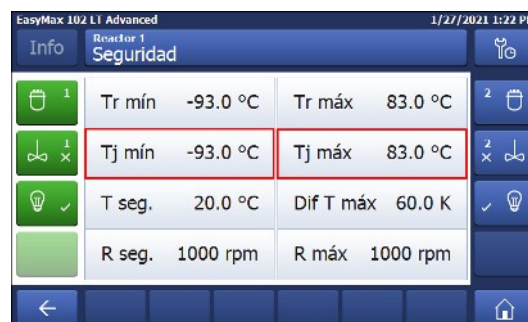 EasyMax 102 LT Advanced 1/27/2021 1:22 P
Info
Reactor 1
Seguridad
1 Tr mín -93.0 °C Tr máx 83.0 °C 2
1 Tj mín -93.0 °C Tj máx 83.0 °C 2
T seg. 20.0 °C Dif T máx 60.0 K
R seg. 1000 rpm R máx 1000 rpm